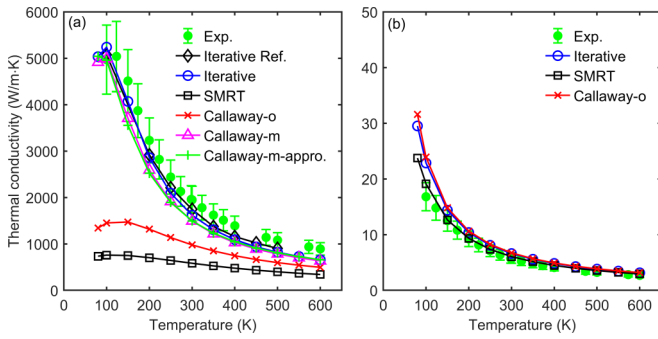 (a)
Exp.
Iterative Ref.
Iterative
SMRT
Callaway-o
Callaway-m
Callaway-m-appro.
Thermal conductivity (W/m-K)
6000
5000
4000
3000
2000
1000
0
0 100 200 300 400 500 600
Temperature (K)
(b)
Exp.
Iterative
SMRT
Callaway-o
50
40
30
20
10
0
0 100 200 300 400 500 600
Temperature (K)